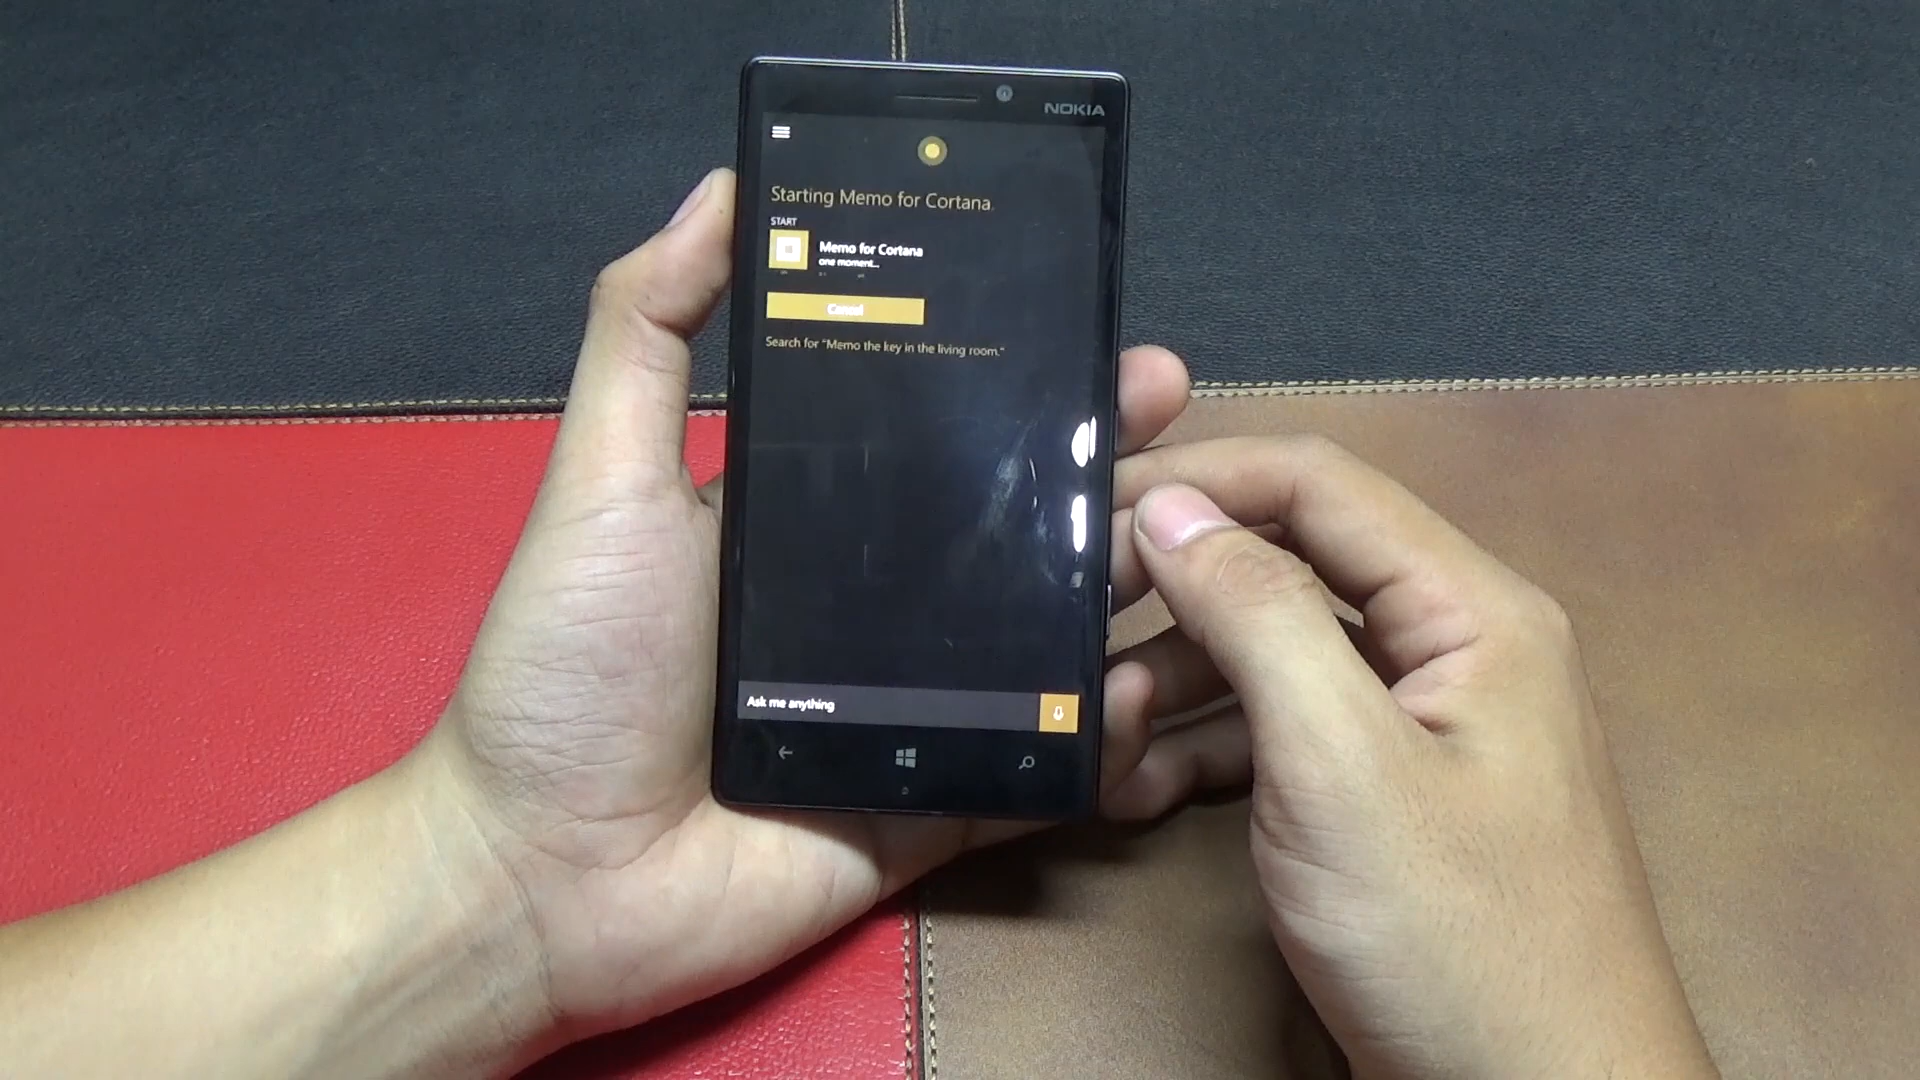 NOKIA
Starting Memo for Cortana.
START
Memo for Cortana
one moment...
Cancel
Search for "Memo the key in the living room."
Ask me anything